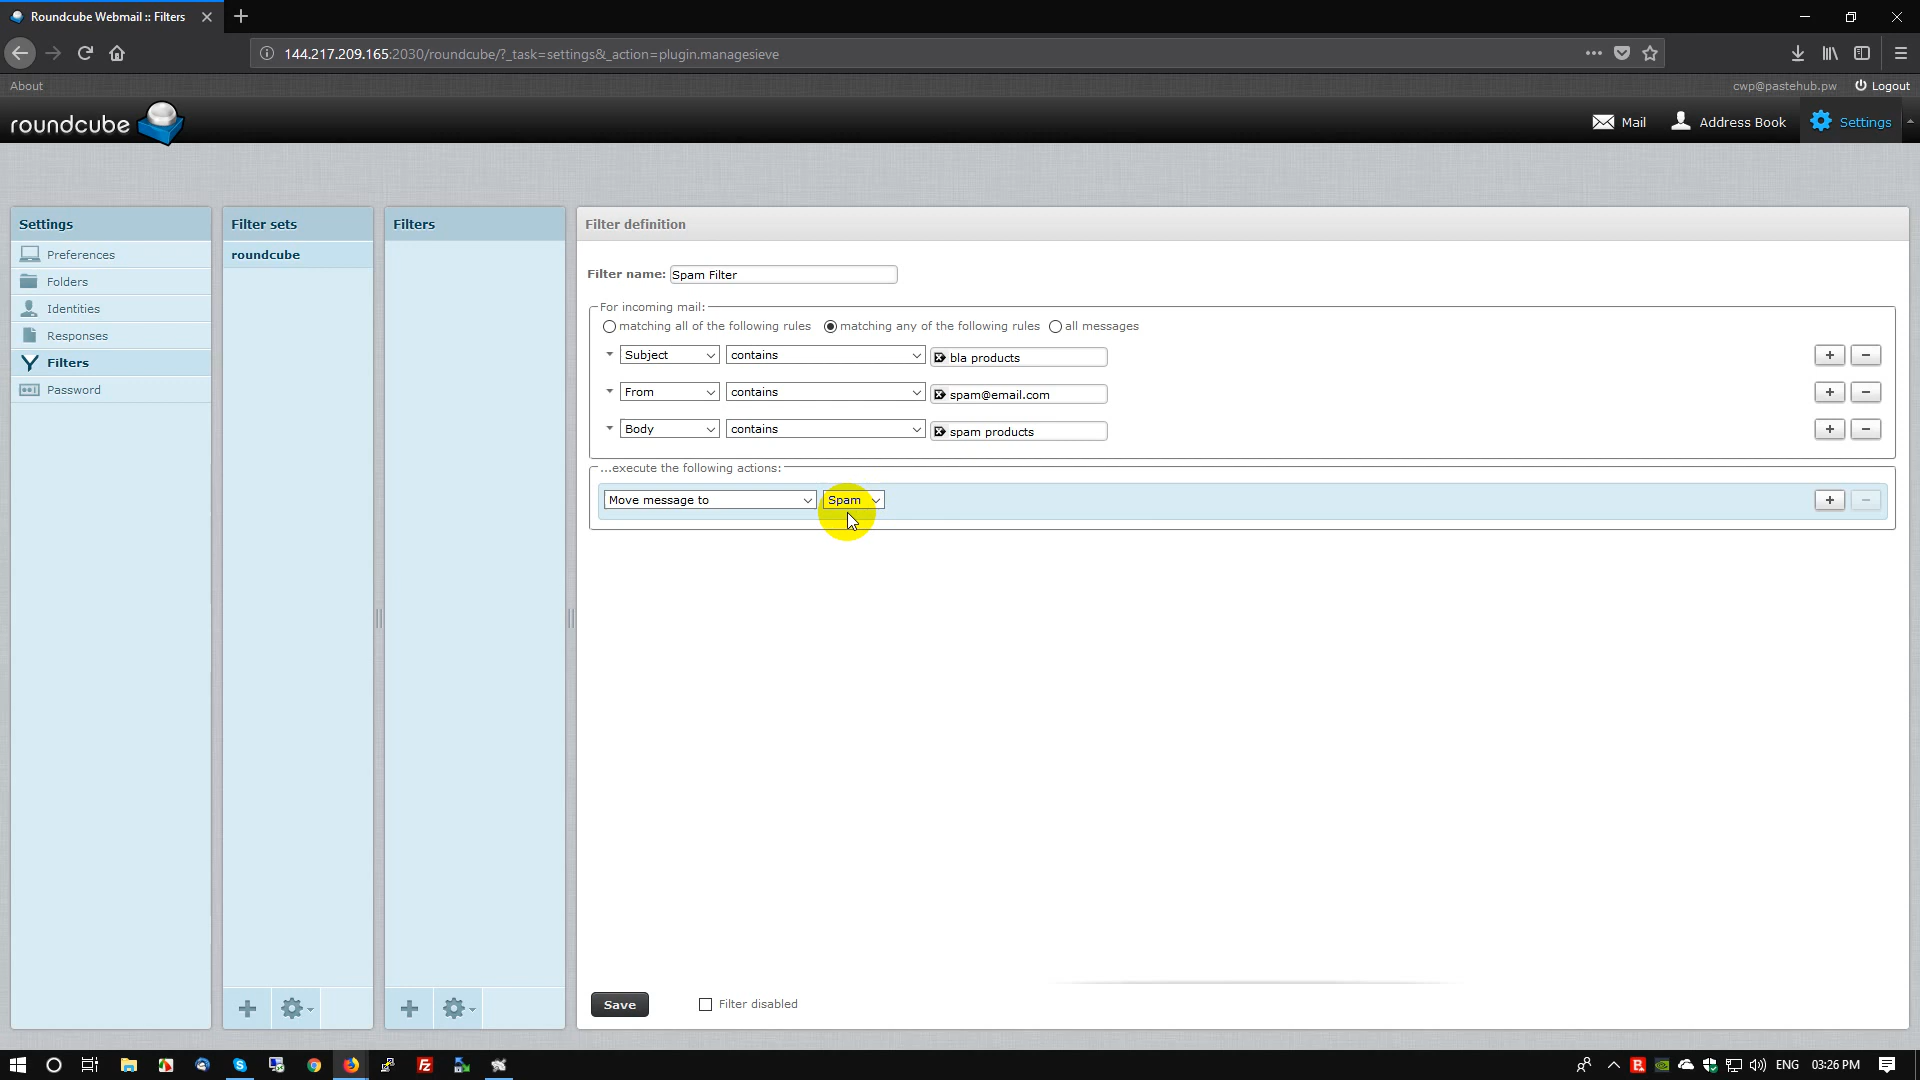 Roundcube Webmail :: Filters
144.217.209.165:2030/roundcube/?_task=settings&_action=plugin.managesieve
About
cwp@pastehub.pw Logout
roundcube
Mail Address Book Settings
Settings
Preferences
Folders
Identities
Responses
Filters
Password
Filter sets
roundcube
Filters
Filter definition
Filter name: Spam Filter
For incoming mail:
matching all of the following rules matching any of the following rules all messages
Subject contains bla products + −
From contains spam@email.com + −
Body contains spam products + −
...execute the following actions:
Move message to Spam + −
Save Filter disabled
ENG 03:26 PM